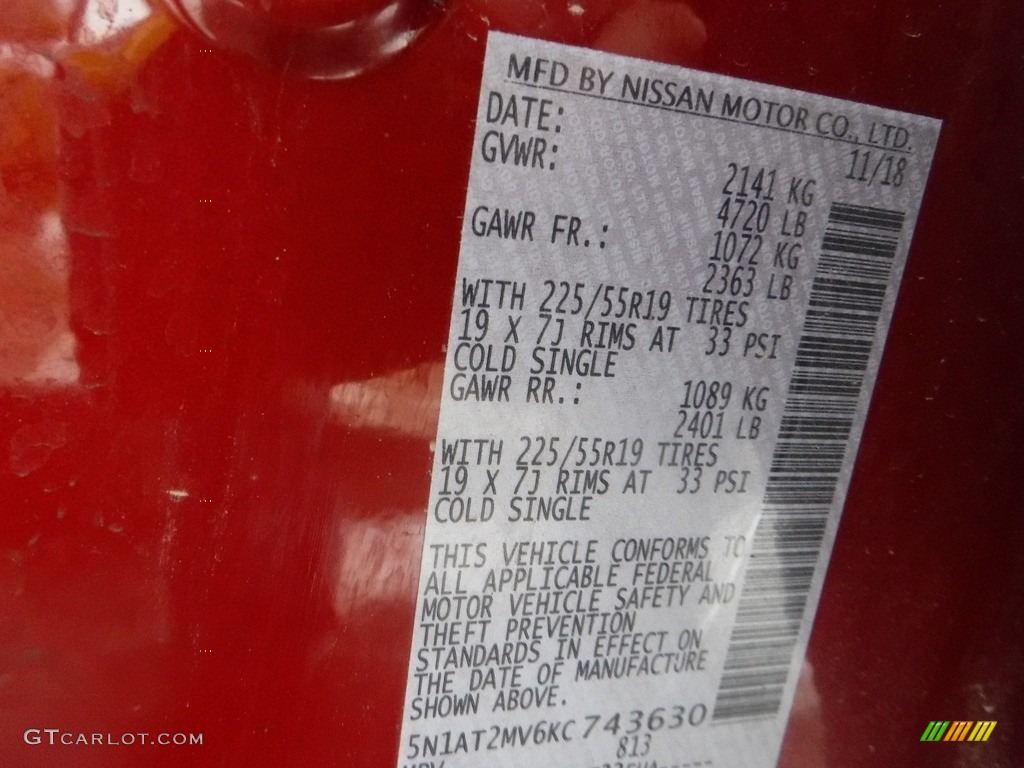 MFD BY NISSAN MOTOR CO., LTD.
DATE: 11/18
GVWR: 2141 KG
4720 LB
GAWR FR.: 1072 KG
2363 LB
WITH 225/55R19 TIRES
19 X 7J RIMS AT 33 PSI
COLD SINGLE
GAWR RR.: 1089 KG
2401 LB
WITH 225/55R19 TIRES
19 X 7J RIMS AT 33 PSI
COLD SINGLE
THIS VEHICLE CONFORMS TO
ALL APPLICABLE FEDERAL
MOTOR VEHICLE SAFETY AND
THEFT PREVENTION
STANDARDS IN EFFECT ON
THE DATE OF MANUFACTURE
SHOWN ABOVE.
5N1AT2MV6KC743630
813
GTCARLOT.COM